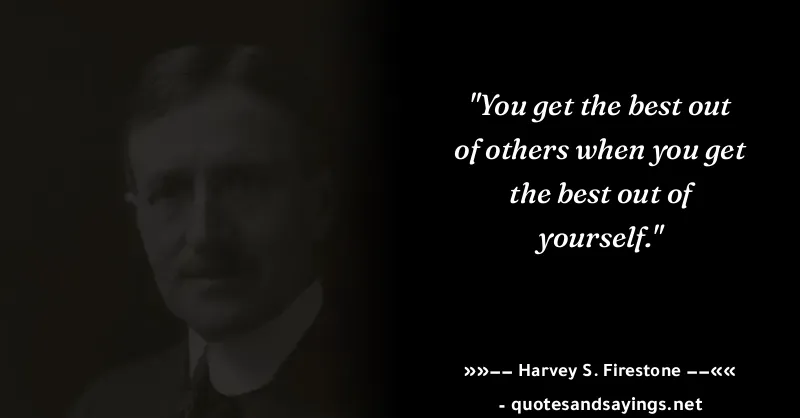 "You get the best out
of others when you get
the best out of
yourself."
»»−− Harvey S. Firestone −−««
- quotesandsayings.net